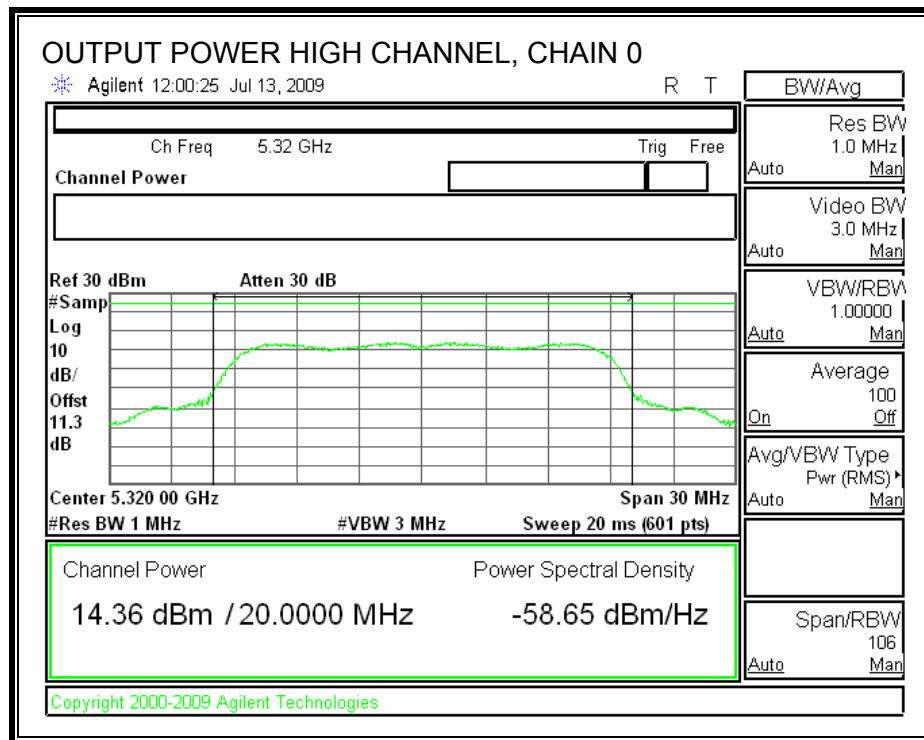 OUTPUT POWER HIGH CHANNEL, CHAIN 0
Agilent 12:00:25 Jul 13, 2009 R T
Ch Freq 5.32 GHz Trig Free
Channel Power
Ref 30 dBm Atten 30 dB
#Samp
Log
10
dB/
Offst
11.3
dB
Center 5.320 00 GHz Span 30 MHz
#Res BW 1 MHz #VBW 3 MHz Sweep 20 ms (601 pts)
Channel Power Power Spectral Density
14.36 dBm / 20.0000 MHz -58.65 dBm/Hz
Copyright 2000-2009 Agilent Technologies
BW/Avg
Res BW
1.0 MHz
Auto Man
Video BW
3.0 MHz
Auto Man
VBW/RBW
1.00000
Auto Man
Average
100
On Off
Avg/VBW Type
Pwr (RMS)
Auto Man
Span/RBW
106
Auto Man